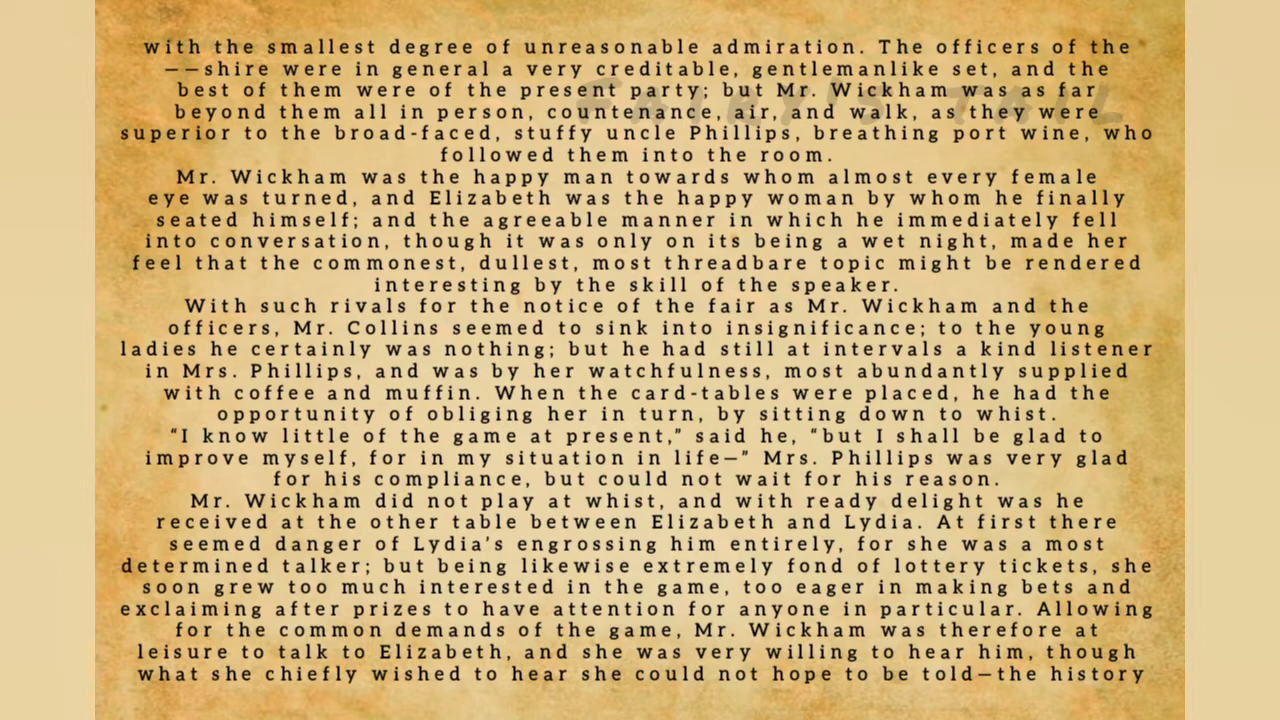 with the smallest degree of unreasonable admiration. The officers of the
——shire were in general a very creditable, gentlemanlike set, and the
best of them were of the present party; but Mr. Wickham was as far
beyond them all in person, countenance, air, and walk, as they were
superior to the broad-faced, stuffy uncle Phillips, breathing port wine, who
followed them into the room.
Mr. Wickham was the happy man towards whom almost every female
eye was turned, and Elizabeth was the happy woman by whom he finally
seated himself; and the agreeable manner in which he immediately fell
into conversation, though it was only on its being a wet night, made her
feel that the commonest, dullest, most threadbare topic might be rendered
interesting by the skill of the speaker.
With such rivals for the notice of the fair as Mr. Wickham and the
officers, Mr. Collins seemed to sink into insignificance; to the young
ladies he certainly was nothing; but he had still at intervals a kind listener
in Mrs. Phillips, and was by her watchfulness, most abundantly supplied
with coffee and muffin. When the card-tables were placed, he had the
opportunity of obliging her in turn, by sitting down to whist.
“I know little of the game at present,” said he, “but I shall be glad to
improve myself, for in my situation in life—” Mrs. Phillips was very glad
for his compliance, but could not wait for his reason.
Mr. Wickham did not play at whist, and with ready delight was he
received at the other table between Elizabeth and Lydia. At first there
seemed danger of Lydia’s engrossing him entirely, for she was a most
determined talker; but being likewise extremely fond of lottery tickets, she
soon grew too much interested in the game, too eager in making bets and
exclaiming after prizes to have attention for anyone in particular. Allowing
for the common demands of the game, Mr. Wickham was therefore at
leisure to talk to Elizabeth, and she was very willing to hear him, though
what she chiefly wished to hear she could not hope to be told—the history